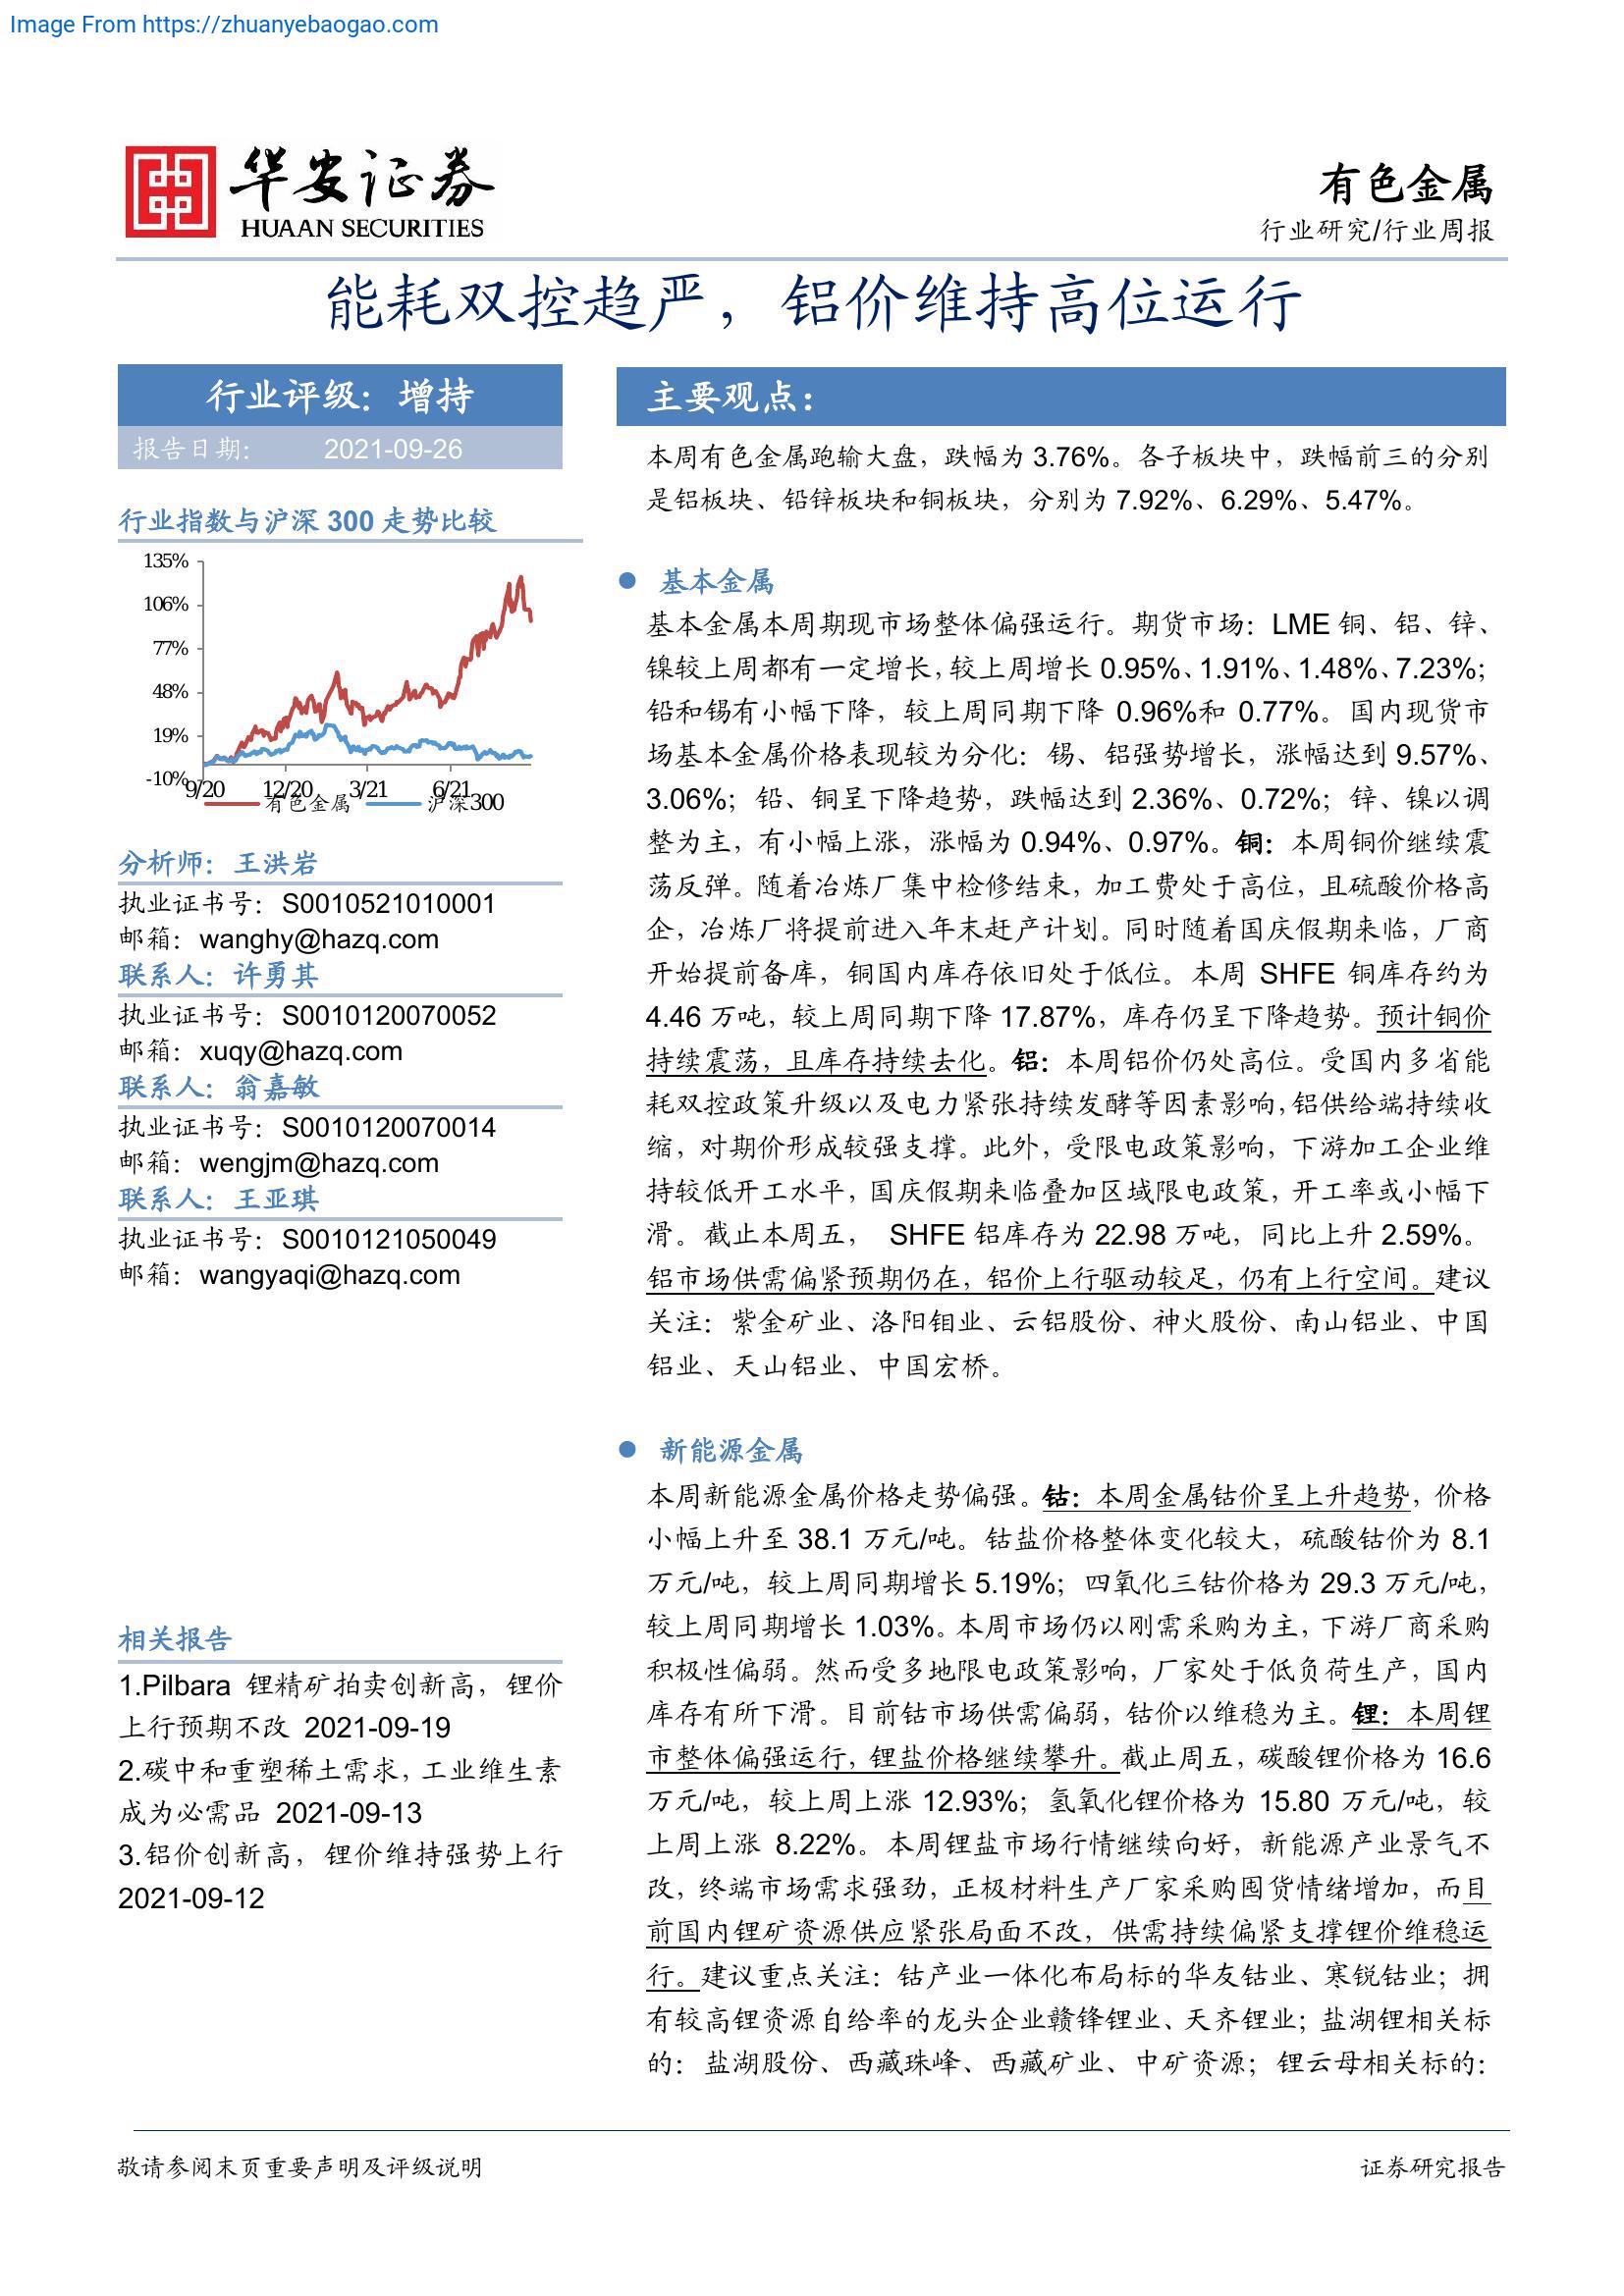 Image From https://zhuanyebaogao.com
华安证券
HUAAN SECURITIES
有色金属
行业研究/行业周报
能耗双控趋严，铝价维持高位运行
行业评级：增持
报告日期： 2021-09-26
行业指数与沪深 300 走势比较
135%
106%
77%
48%
19%
-10%
9/20 12/20 3/21 6/21
有色金属 沪深300
分析师：王洪岩
执业证书号：S0010521010001
邮箱：wanghy@hazq.com
联系人：许勇其
执业证书号：S0010120070052
邮箱：xuqy@hazq.com
联系人：翁嘉敏
执业证书号：S0010120070014
邮箱：wengjm@hazq.com
联系人：王亚琪
执业证书号：S0010121050049
邮箱：wangyaqi@hazq.com
相关报告
1.Pilbara 锂精矿拍卖创新高，锂价
上行预期不改 2021-09-19
2.碳中和重塑稀土需求，工业维生素
成为必需品 2021-09-13
3.铝价创新高，锂价维持强势上行
2021-09-12
主要观点：
本周有色金属跑输大盘，跌幅为 3.76%。各子板块中，跌幅前三的分别
是铝板块、铅锌板块和铜板块，分别为 7.92%、6.29%、5.47%。
● 基本金属
基本金属本周期现市场整体偏强运行。期货市场：LME 铜、铝、锌、
镍较上周都有一定增长，较上周增长 0.95%、1.91%、1.48%、7.23%；
铅和锡有小幅下降，较上周同期下降 0.96%和 0.77%。国内现货市
场基本金属价格表现较为分化：锡、铝强势增长，涨幅达到 9.57%、
3.06%；铅、铜呈下降趋势，跌幅达到 2.36%、0.72%；锌、镍以调
整为主，有小幅上涨，涨幅为 0.94%、0.97%。铜：本周铜价继续震
荡反弹。随着冶炼厂集中检修结束，加工费处于高位，且硫酸价格高
企，冶炼厂将提前进入年末赶产计划。同时随着国庆假期来临，厂商
开始提前备库，铜国内库存依旧处于低位。本周 SHFE 铜库存约为
4.46 万吨，较上周同期下降 17.87%，库存仍呈下降趋势。预计铜价
持续震荡，且库存持续去化。铝：本周铝价仍处高位。受国内多省能
耗双控政策升级以及电力紧张持续发酵等因素影响，铝供给端持续收
缩，对期价形成较强支撑。此外，受限电政策影响，下游加工企业维
持较低开工水平，国庆假期来临叠加区域限电政策，开工率或小幅下
滑。截止本周五， SHFE 铝库存为 22.98 万吨，同比上升 2.59%。
铝市场供需偏紧预期仍在，铝价上行驱动较足，仍有上行空间。建议
关注：紫金矿业、洛阳钼业、云铝股份、神火股份、南山铝业、中国
铝业、天山铝业、中国宏桥。
● 新能源金属
本周新能源金属价格走势偏强。钴：本周金属钴价呈上升趋势，价格
小幅上升至 38.1 万元/吨。钴盐价格整体变化较大，硫酸钴价为 8.1
万元/吨，较上周同期增长 5.19%；四氧化三钴价格为 29.3 万元/吨，
较上周同期增长 1.03%。本周市场仍以刚需采购为主，下游厂商采购
积极性偏弱。然而受多地限电政策影响，厂家处于低负荷生产，国内
库存有所下滑。目前钴市场供需偏弱，钴价以维稳为主。锂：本周锂
市整体偏强运行，锂盐价格继续攀升。截止周五，碳酸锂价格为 16.6
万元/吨，较上周上涨 12.93%；氢氧化锂价格为 15.80 万元/吨，较
上周上涨 8.22%。本周锂盐市场行情继续向好，新能源产业景气不
改，终端市场需求强劲，正极材料生产厂家采购囤货情绪增加，而目
前国内锂矿资源供应紧张局面不改，供需持续偏紧支撑锂价维稳运
行。建议重点关注：钴产业一体化布局标的华友钴业、寒锐钴业；拥
有较高锂资源自给率的龙头企业赣锋锂业、天齐锂业；盐湖锂相关标
的：盐湖股份、西藏珠峰、西藏矿业、中矿资源；锂云母相关标的：
敬请参阅末页重要声明及评级说明
证券研究报告